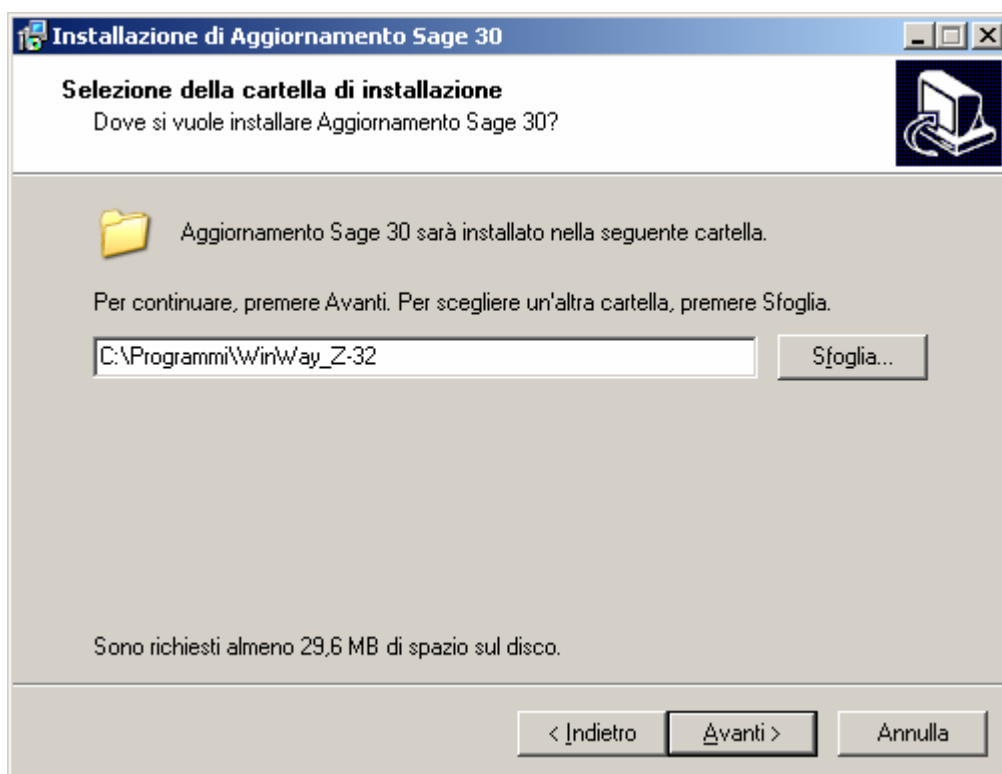 Installazione di Aggiornamento Sage 30
Selezione della cartella di installazione
Dove si vuole installare Aggiornamento Sage 30?
Aggiornamento Sage 30 sarà installato nella seguente cartella.
Per continuare, premere Avanti. Per scegliere un'altra cartella, premere Sfoglia.
C:\Programmi\WinWay_Z-32
Sfoglia...
Sono richiesti almeno 29,6 MB di spazio sul disco.
< Indietro
Avanti >
Annulla